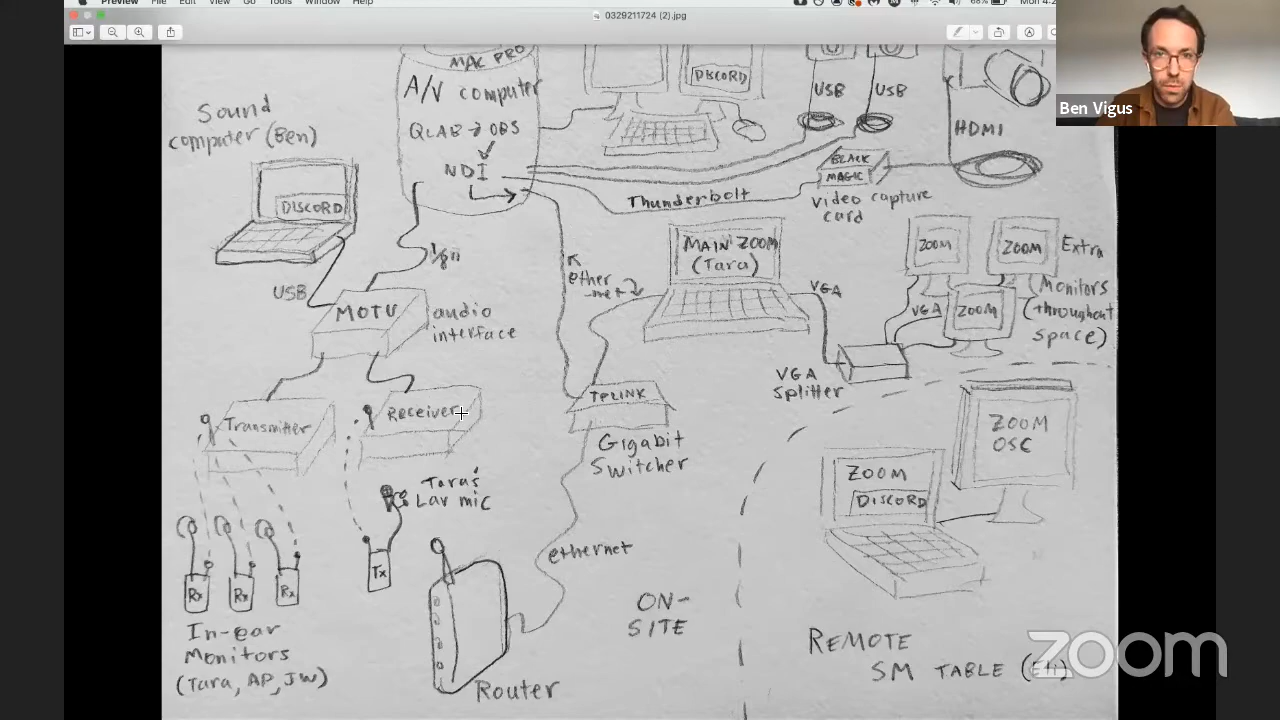 Preview File Edit View Go Tools Window Help
0329211724 (2).jpg
Ben Vigus
MAC PRO
A/V computer
QLAB → OBS
NDI
DISCORD
USB
USB
HDMI
BLACK
MAGIC
video capture
card
Thunderbolt
Sound
computer (Ben)
DISCORD
USB
1/8"
MOTU
audio
interface
ethernet
MAIN ZOOM
(Tara)
VGA
ZOOM
ZOOM
ZOOM
VGA
Extra
Monitors
(throughout
space)
VGA
splitter
Transmitter
Receiver
TPLINK
Gigabit
Switcher
Tara's
Lav mic
Tx
Rx
Rx
Rx
In-ear
Monitors
(Tara, AP, JW)
ethernet
Router
ON-
SITE
ZOOM
OSC
ZOOM
DISCORD
REMOTE
SM TABLE
zoom